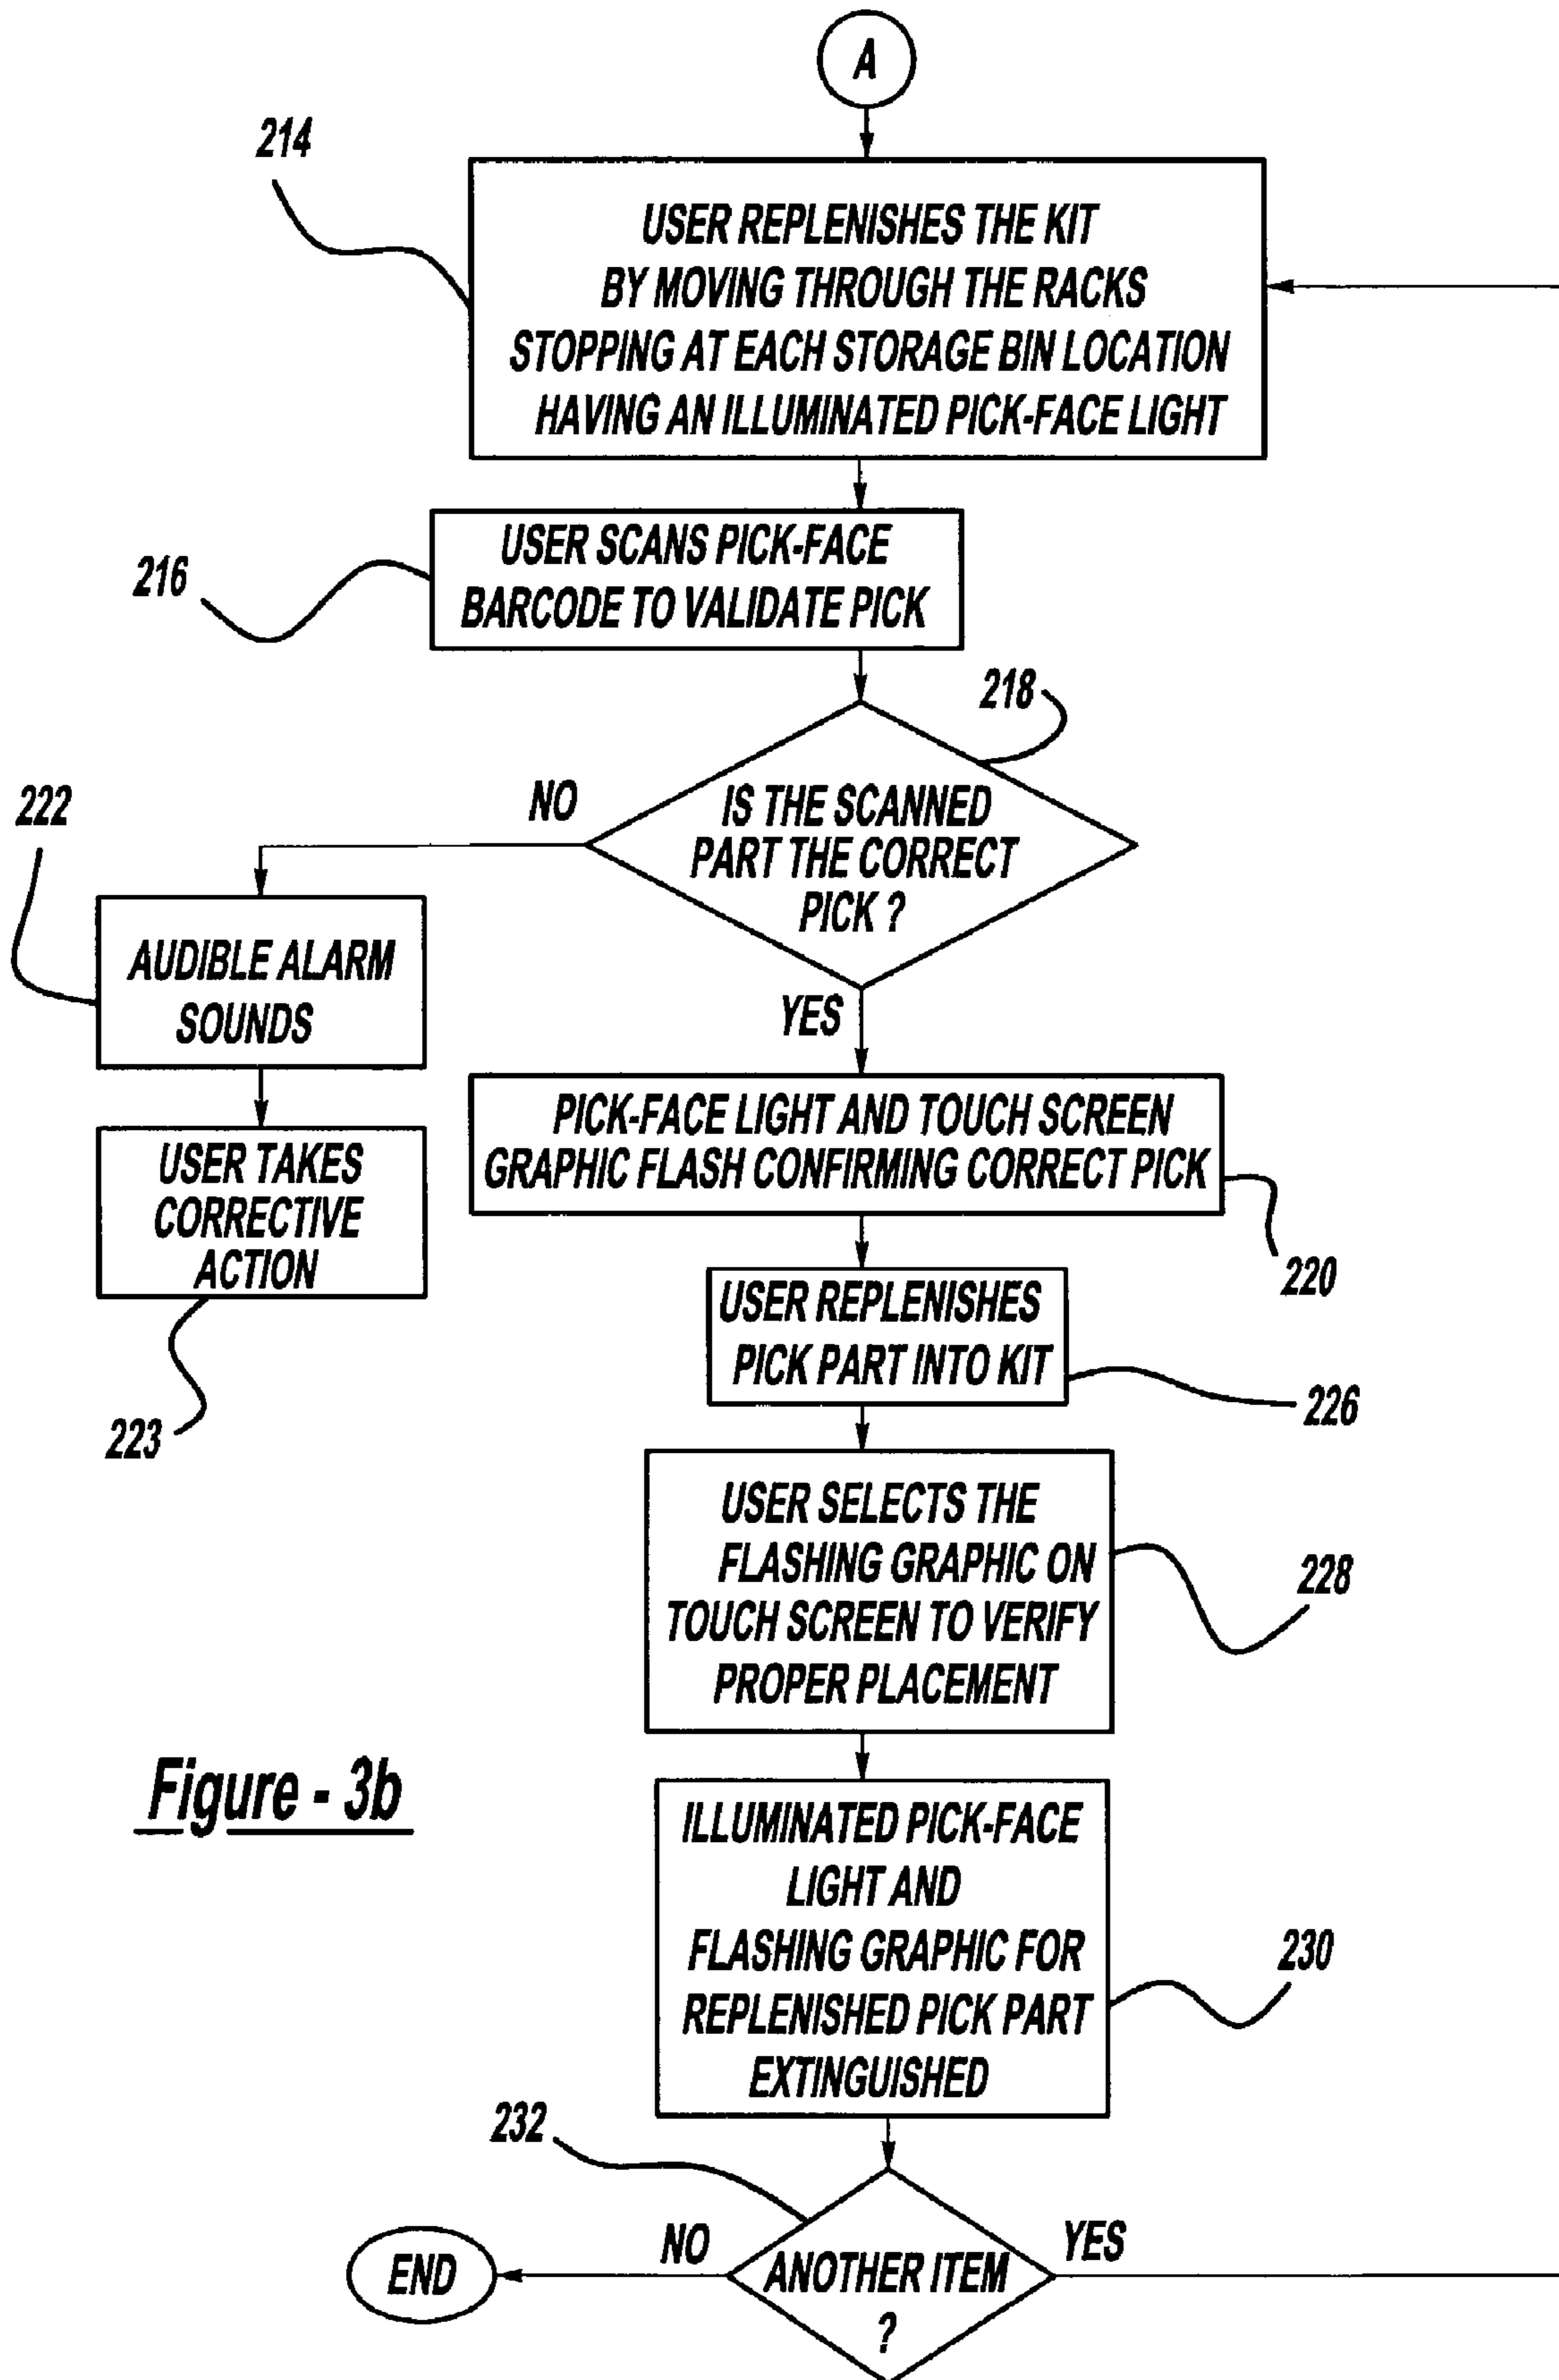 A
214
USER REPLENISHES THE KIT
BY MOVING THROUGH THE RACKS
STOPPING AT EACH STORAGE BIN LOCATION
HAVING AN ILLUMINATED PICK-FACE LIGHT
216
USER SCANS PICK-FACE
BARCODE TO VALIDATE PICK
218
NO
IS THE SCANNED
PART THE CORRECT
PICK ?
YES
222
AUDIBLE ALARM
SOUNDS
USER TAKES
CORRECTIVE
ACTION
223
PICK-FACE LIGHT AND TOUCH SCREEN
GRAPHIC FLASH CONFIRMING CORRECT PICK
220
USER REPLENISHES
PICK PART INTO KIT
226
USER SELECTS THE
FLASHING GRAPHIC ON
TOUCH SCREEN TO VERIFY
PROPER PLACEMENT
228
Figure - 3b
ILLUMINATED PICK-FACE
LIGHT AND
FLASHING GRAPHIC FOR
REPLENISHED PICK PART
EXTINGUISHED
230
232
END
NO
ANOTHER ITEM
?
YES